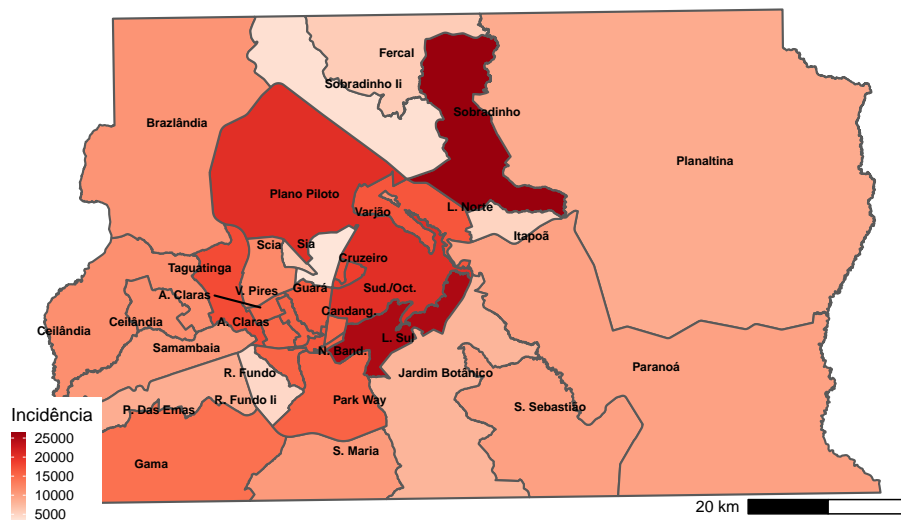 Fercal
Sobradinho Ii
Sobradinho
Brazlândia
Planaltina
Plano Piloto
L. Norte
Varjão
Itapoã
Scia
Sia
Cruzeiro
Taguatinga
V. Pires
Guará
Sud./Oct.
A. Claras
Candang.
Ceilândia
Ceilândia
A. Claras
L. Sul
Samambaia
N. Band.
R. Fundo
Jardim Botânico
Paranoá
R. Fundo Ii
Park Way
S. Sebastião
P. Das Emas
S. Maria
Gama
Incidência
25000
20000
15000
10000
5000
20 km